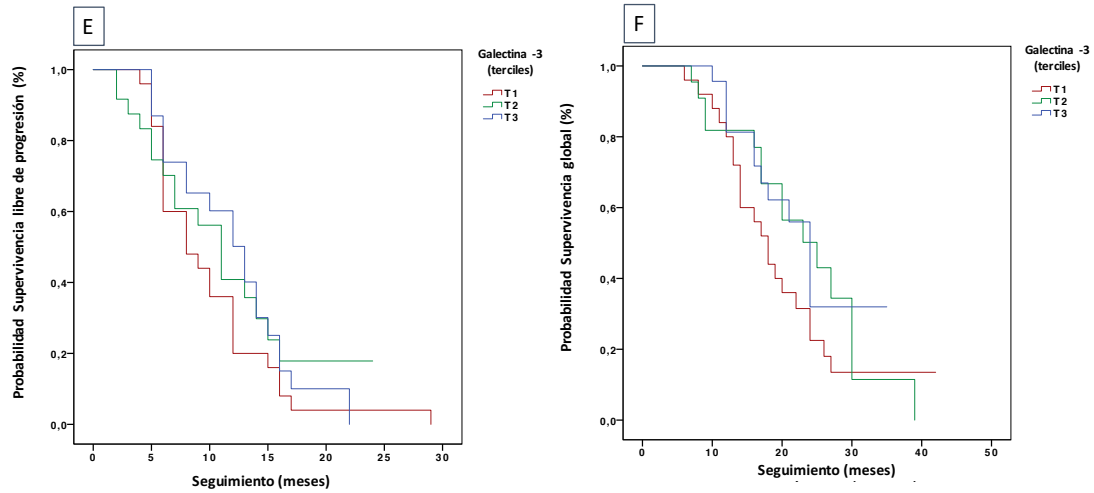 E
Probabilidad Supervivencia libre de progresión (%)
1,0
0,8
0,6
0,4
0,2
0,0
0 5 10 15 20 25 30
Seguimiento (meses)
Galectina -3
(terciles)
T1
T2
T3
F
Probabilidad Supervivencia global (%)
1,0
0,8
0,6
0,4
0,2
0,0
0 10 20 30 40 50
Seguimiento (meses)
Galectina -3
(terciles)
T1
T2
T3